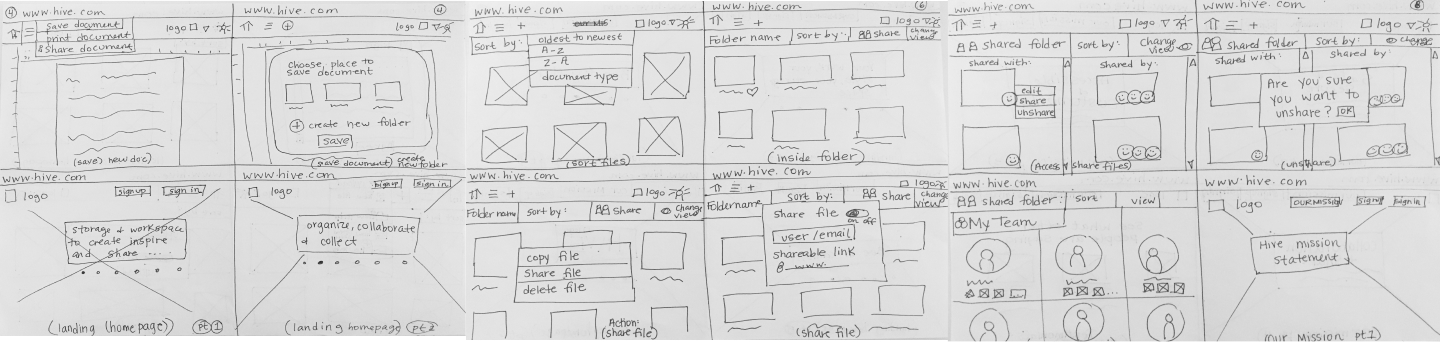 ④ www.hive.com
Save document
print document
& Share document
logo
(save) new doc)
www.hive.com ④
logo
choose, place to
save document
+ create new folder
save
(save document) create
new folder
www.hive.com
logo
Sort by:
oldest to newest
A-Z
Z-A
document type
(sort files)
www.hive.com ⑥
logo
Folder name
sort by:
share
change
view
(inside folder)
www.hive.com
logo
shared folder
sort by:
Change
view
shared with:
shared by:
edit
share
unshare
(Access / share files)
www.hive.com ⑧
logo
shared folder
Sort by:
change
shared with:
shared by:
Are you sure
you want to
unshare? OK
(unshare)
www.hive.com
logo
sign up
sign in
storage & workspace
to create inspire
and share ....
(landing (homepage)) pt 1
www.hive.com
logo
sign up
sign in
organize, collaborate
& collect
(landing homepage) pt 2
www.hive.com
logo
Folder name
sort by:
share
Change
view
copy file
Share file
delete file
Action:
(share file)
www.hive.com
logo
Folder name
sort by:
share
change
view
share file
on off
user / email
shareable link
www.
(share file)
www.hive.com
shared folder:
sort
view
My Team
www.hive.com
logo
OUR MISSION
sign up
sign in
Hive mission
statement
(our Mission pt.1)